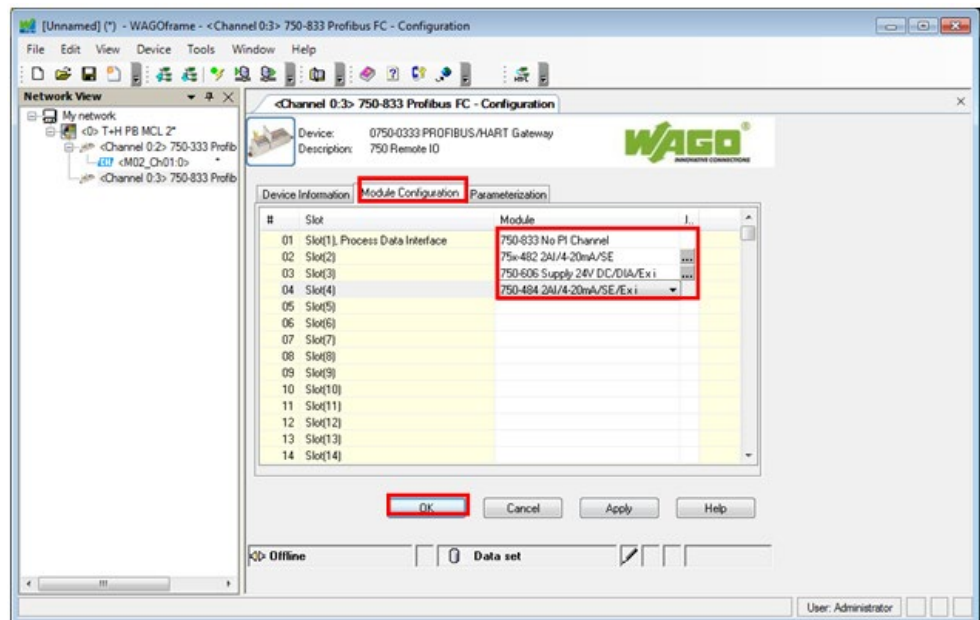 [Unnamed] (*) - WAGOframe - <Channel 0:3> 750-833 Profibus FC - Configuration
File Edit View Device Tools Window Help
Network View
<Channel 0:3> 750-833 Profibus FC - Configuration
My network
<0> T+H PB MCL 2*
<Channel 0:2> 750-333 Profib
<M02_Ch01:0> *
<Channel 0:3> 750-833 Profib
Device: 0750-0333 PROFIBUS/HART Gateway
Description: 750 Remote IO
WAGO®
INNOVATIVE CONNECTIONS
Device Information Module Configuration Parameterization
# Slot Module I..
01 Slot(1), Process Data Interface 750-833 No PI Channel
02 Slot(2) 75x-482 2AI/4-20mA/SE ...
03 Slot(3) 750-606 Supply 24V DC/DIA/Ex i ...
04 Slot(4) 750-484 2AI/4-20mA/SE/Ex i
05 Slot(5)
06 Slot(6)
07 Slot(7)
08 Slot(8)
09 Slot(9)
10 Slot(10)
11 Slot(11)
12 Slot(12)
13 Slot(13)
14 Slot(14)
OK Cancel Apply Help
Offline Data set
User: Administrator